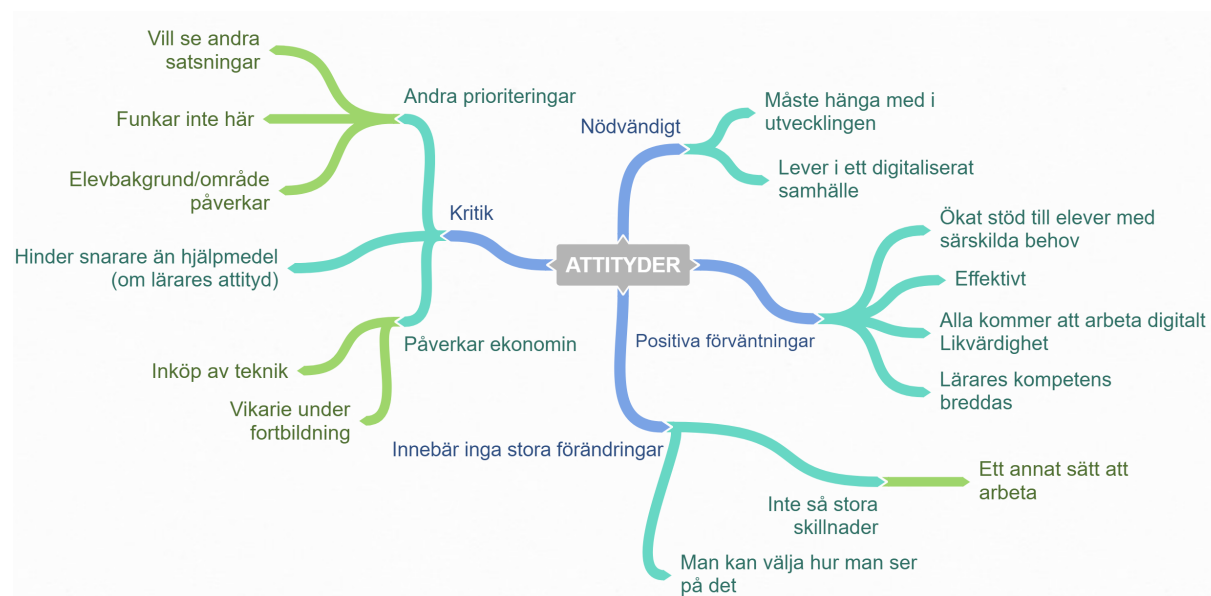 ATTITYDER
Nödvändigt
Måste hänga med i
utvecklingen
Lever i ett digitaliserat
samhälle
Positiva förväntningar
Ökat stöd till elever med
särskilda behov
Effektivt
Alla kommer att arbeta digitalt
Likvärdighet
Lärares kompetens
breddas
Innebär inga stora förändringar
Inte så stora
skillnader
Ett annat sätt att
arbeta
Man kan välja hur man ser
på det
Kritik
Andra prioriteringar
Vill se andra
satsningar
Funkar inte här
Elevbakgrund/område
påverkar
Hinder snarare än hjälpmedel
(om lärares attityd)
Påverkar ekonomin
Inköp av teknik
Vikarie under
fortbildning